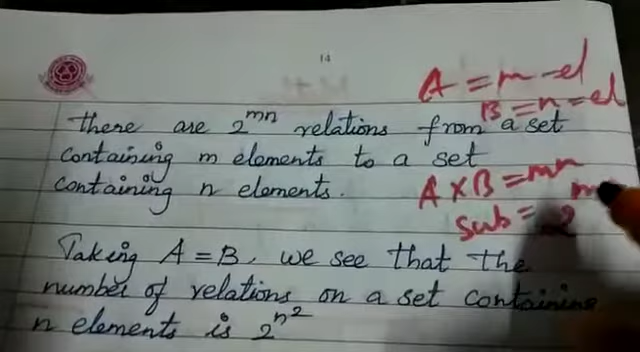 14
A = m - el
B = n = el
there are 2^mn relations from a set
containing m elements to a set
containing n elements.
A × B = mn
Sub = 2^m
Taking A = B, we see that the
number of relations on a set containing
n elements is 2^n²